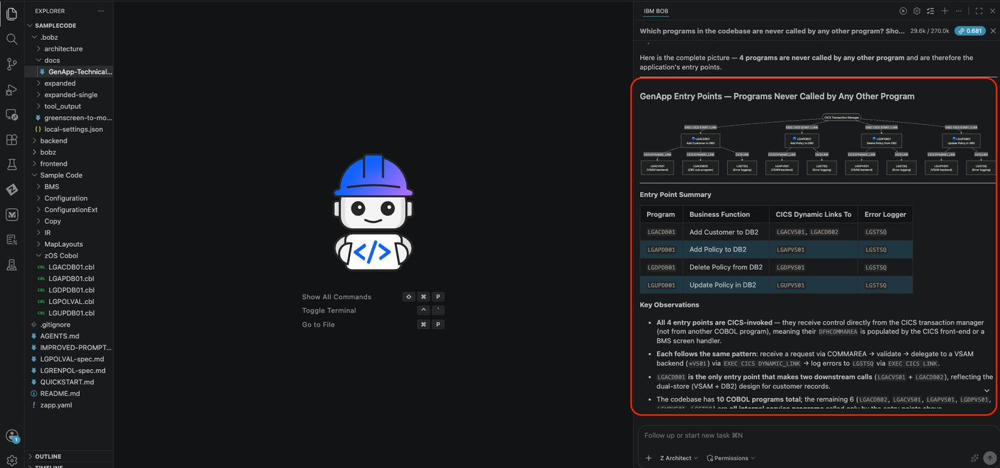 EXPLORER
SAMPLECODE
.bobz
architecture
docs
GenApp-Technical...
expanded
expanded-single
tool_output
greenscreen-to-mo...
{} local-settings.json
backend
bobz
frontend
Sample Code
BMS
Configuration
ConfigurationExt
Copy
IR
MapLayouts
zOS Cobol
CBL LGACDB01.cbl
CBL LGAPDB01.cbl
CBL LGDPDB01.cbl
CBL LGPOLVAL.cbl
CBL LGUPDB01.cbl
.gitignore
AGENTS.md
IMPROVED-PROMPT...
LGPOLVAL-spec.md
LGRENPOL-spec.md
QUICKSTART.md
README.md
! zapp.yaml
OUTLINE
TIMELINE
1
</>
Show All Commands ⇧ ⌘ P
Toggle Terminal ^ `
Go to File ⌘ P
IBM BOB
Which programs in the codebase are never called by any other program? Sho... 29.6k / 270.0k 0.681
Here is the complete picture — 4 programs are never called by any other program and are therefore the
application's entry points.
GenApp Entry Points — Programs Never Called by Any Other Program
CICS Transaction Manager
EXEC CICS START / LINK EXEC CICS START / LINK EXEC CICS START / LINK EXEC CICS START / LINK
LGACDB01 LGAPDB01 LGDPDB01 LGUPDB01
Add Customer to DB2 Add Policy to DB2 Delete Policy from DB2 Update Policy in DB2
CICS DYNAMIC_LINK CICS DYNAMIC_LINK CICS LINK CICS DYNAMIC_LINK CICS LINK CICS DYNAMIC_LINK CICS LINK CICS DYNAMIC_LINK CICS LINK
LGACVS01 LGACDB02 LGSTSQ LGAPVS01 LGSTSQ LGDPVS01 LGSTSQ LGUPVS01 LGSTSQ
(VSAM backend) (DB2 sub-program) (Error logging) (VSAM backend) (Error logging) (VSAM backend) (Error logging) (VSAM backend) (Error logging)
Entry Point Summary
Program Business Function CICS Dynamic Links To Error Logger
LGACDB01 Add Customer to DB2 LGACVS01, LGACDB02 LGSTSQ
LGAPDB01 Add Policy to DB2 LGAPVS01 LGSTSQ
LGDPDB01 Delete Policy from DB2 LGDPVS01 LGSTSQ
LGUPDB01 Update Policy in DB2 LGUPVS01 LGSTSQ
Key Observations
• All 4 entry points are CICS-invoked — they receive control directly from the CICS transaction manager
(not from another COBOL program), meaning their DFHCOMMAREA is populated by the CICS front-end or a
BMS screen handler.
• Each follows the same pattern: receive a request via COMMAREA → validate → delegate to a VSAM
backend (*VS01) via EXEC CICS DYNAMIC_LINK → log errors to LGSTSQ via EXEC CICS LINK.
• LGACDB01 is the only entry point that makes two downstream calls (LGACVS01 + LGACDB02), reflecting the
dual-store (VSAM + DB2) design for customer records.
• The codebase has 10 COBOL programs total; the remaining 6 (LGACDB02, LGACVS01, LGAPVS01, LGDPVS01,
LGUPVS01, LGSTSQ) are all internal service programs called only by the entry points above.
Follow up or start new task ⌘N
+ Z Architect Permissions